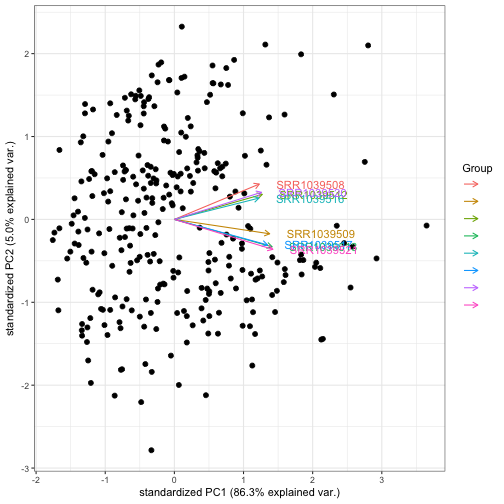 standardized PC2 (5.0% explained var.)
2
1
0
-1
-2
-3
SRR1039508
SRR1039509
-2
-1
0
1
2
3
standardized PC1 (86.3% explained var.)
Group